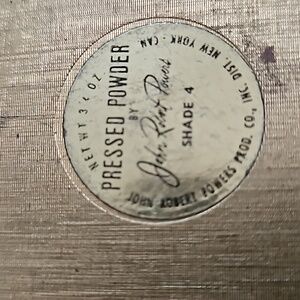 NET WT 3/4 OZ
PRESSED POWDER
BY
John Robert Powers
SHADE 4
JOHN ROBERT POWERS PROD. CO., INC. DIST. NEW YORK - CAN.